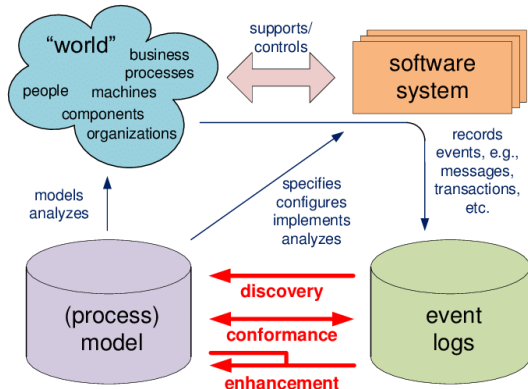 “world”
business
processes
people
machines
components
organizations
supports/
controls
software
system
records
events, e.g.,
messages,
transactions,
etc.
models
analyzes
specifies
configures
implements
analyzes
(process)
model
discovery
conformance
enhancement
event
logs